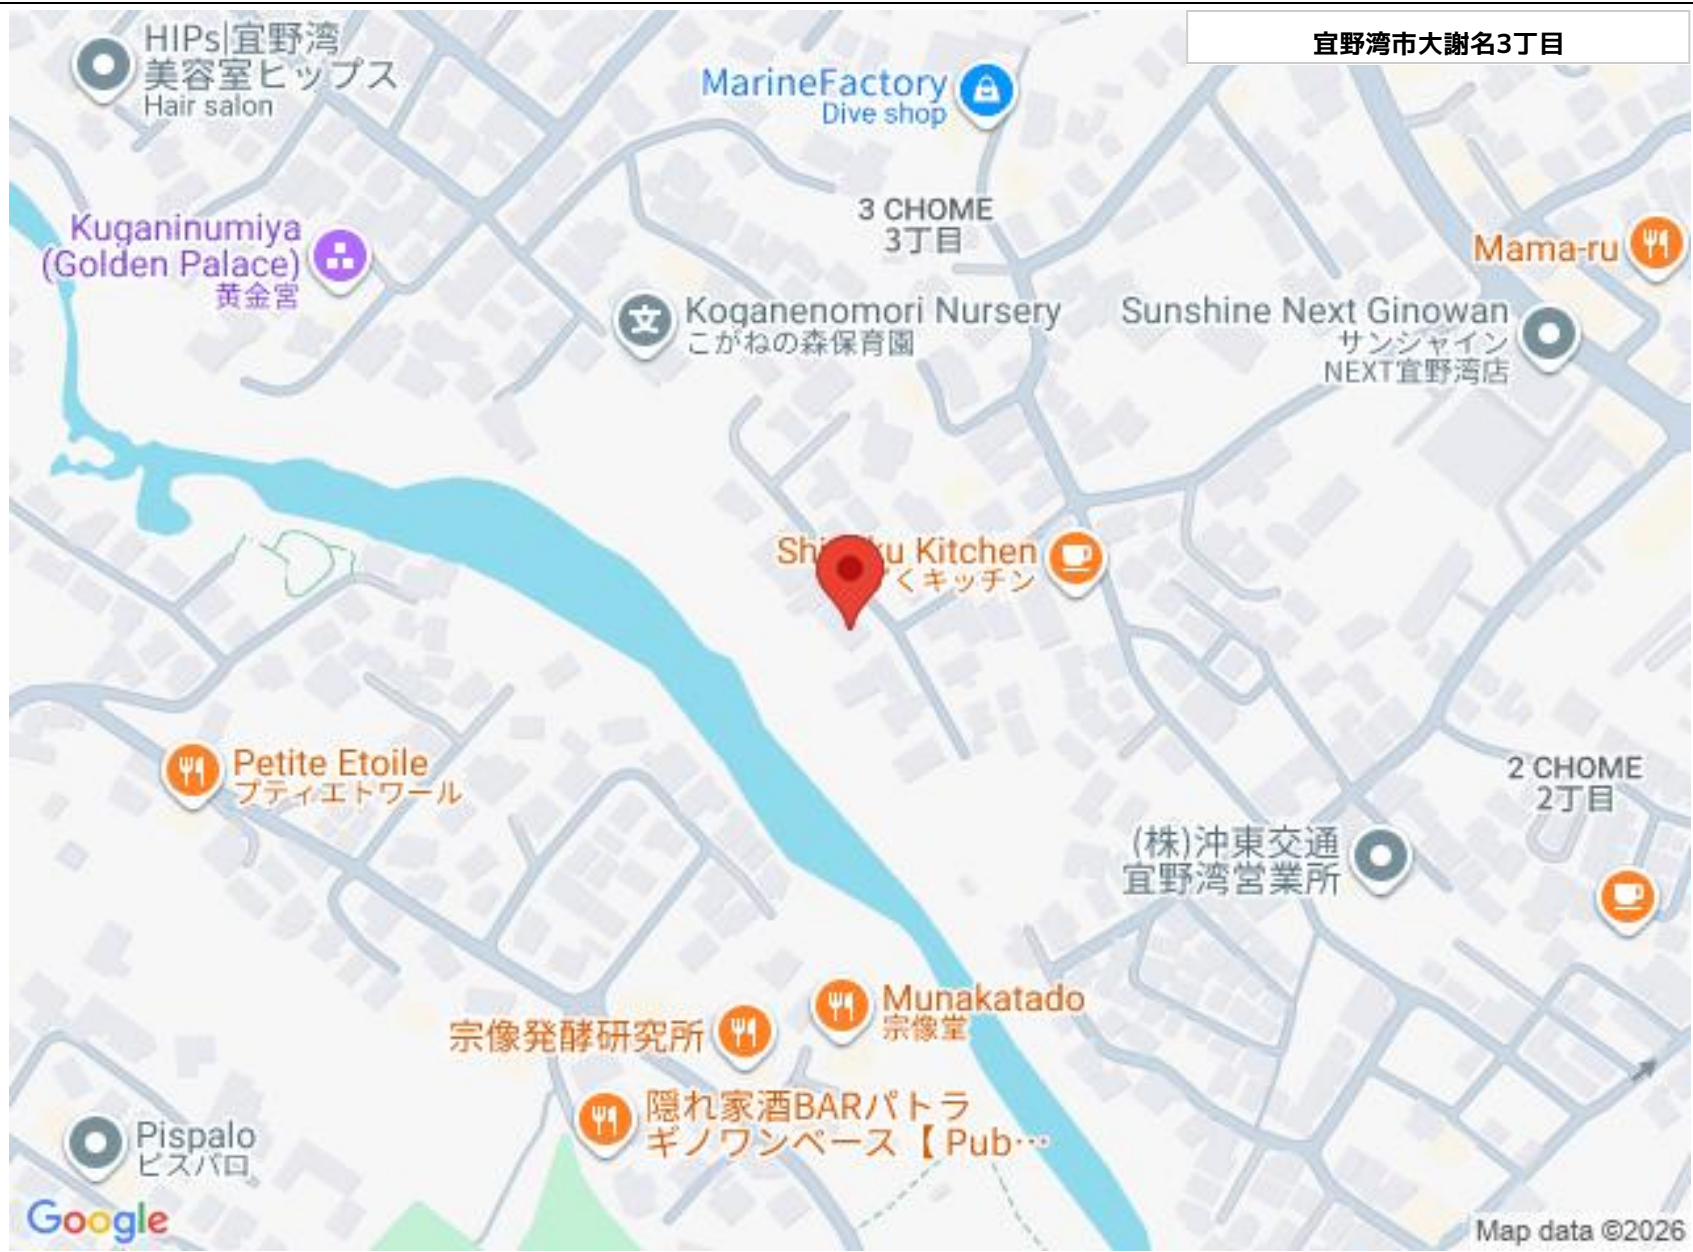 宜野湾市大謝名3丁目
HIPs|宜野湾
美容室ヒップス
Hair salon
MarineFactory
Dive shop
3 CHOME
3丁目
Kuganinumiya
(Golden Palace)
黄金宮
Mama-ru
Koganenomori Nursery
こがねの森保育園
Sunshine Next Ginowan
サンシャイン
NEXT宜野湾店
Kitchen
くキッチン
Petite Etoile
プティエトワール
2 CHOME
2丁目
(株)沖東交通
宜野湾営業所
Munakatado
宗像堂
宗像発酵研究所
隠れ家酒BARパトラ
ギノワンベース【 Pub…
Pispalo
ピスパロ
Google
Map data ©2026